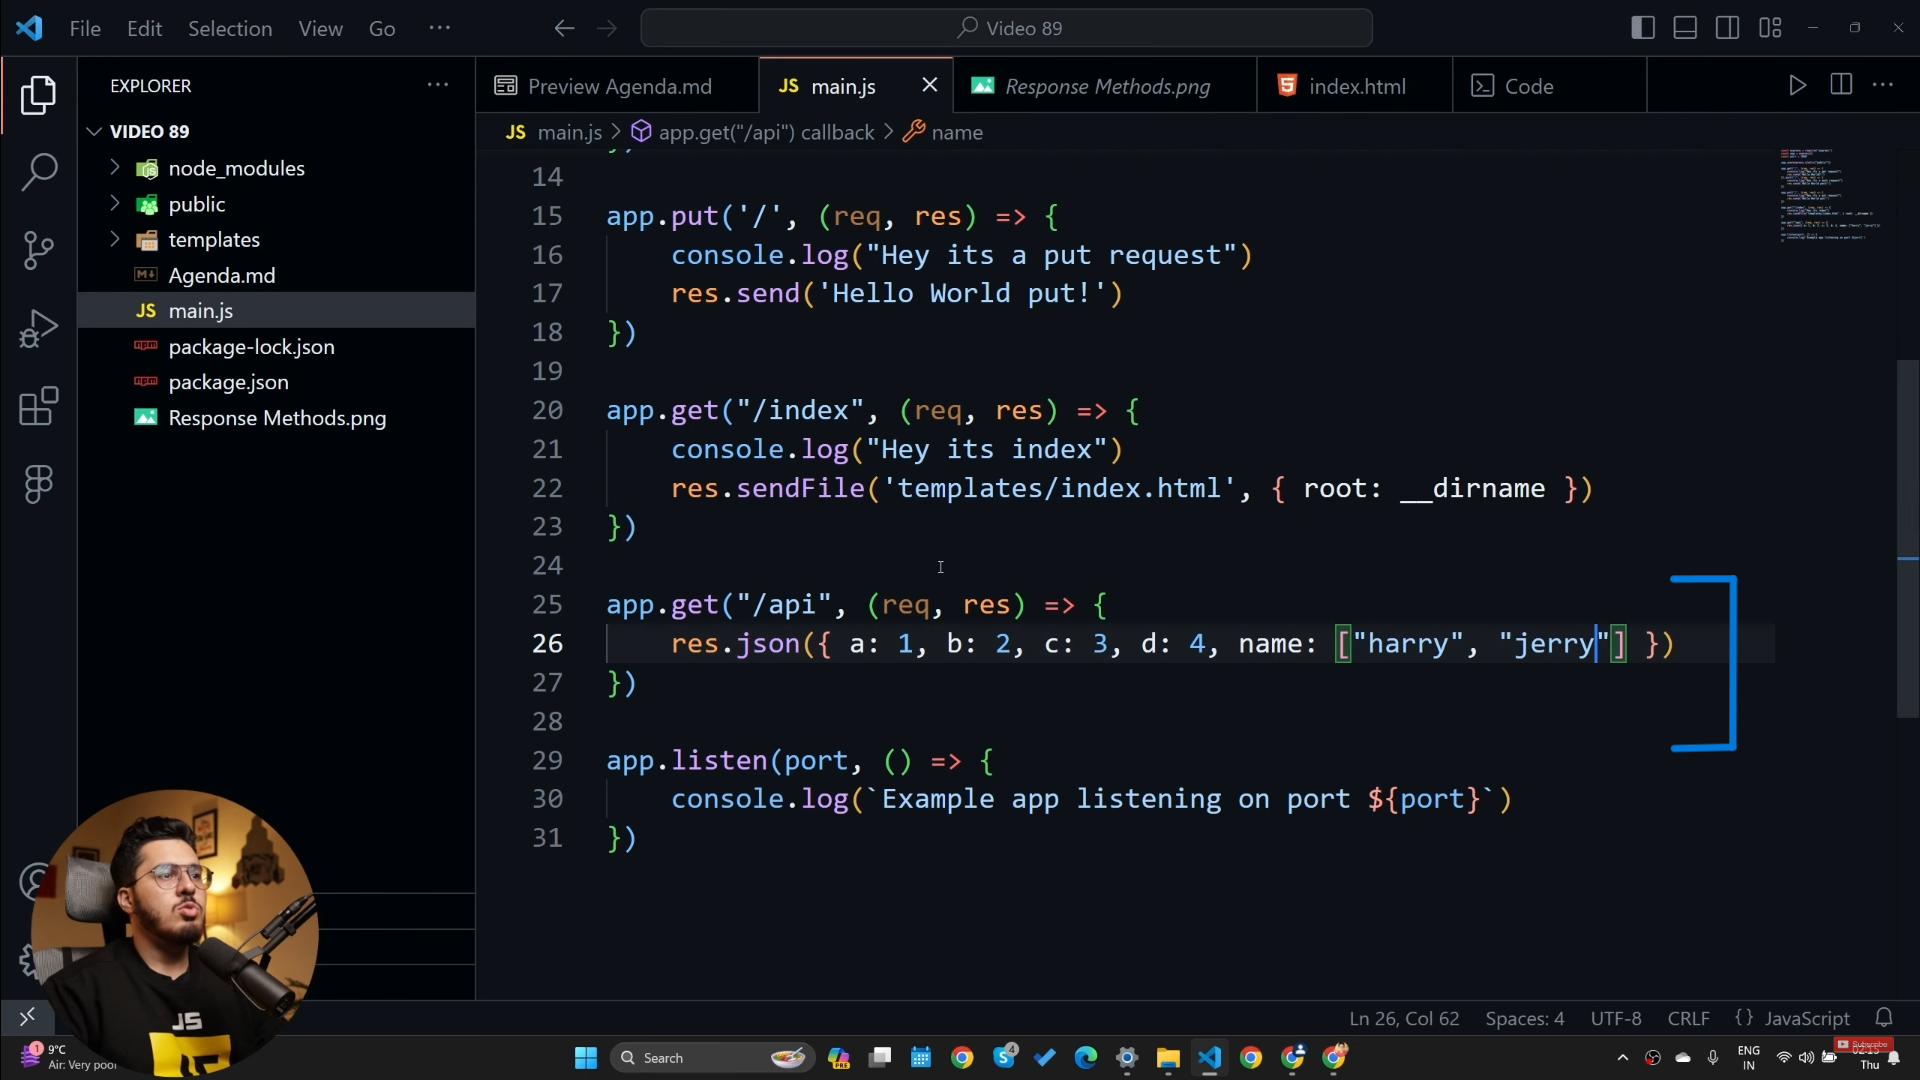 File Edit Selection View Go ··· Video 89
EXPLORER ···
VIDEO 89
node_modules
public
templates
Agenda.md
JS main.js
package-lock.json
package.json
Response Methods.png
Preview Agenda.md JS main.js Response Methods.png index.html Code ···
JS main.js > app.get("/api") callback > name
14
15 app.put('/', (req, res) => {
16 console.log("Hey its a put request")
17 res.send('Hello World put!')
18 })
19
20 app.get("/index", (req, res) => {
21 console.log("Hey its index")
22 res.sendFile('templates/index.html', { root: __dirname })
23 })
24
25 app.get("/api", (req, res) => {
26 res.json({ a: 1, b: 2, c: 3, d: 4, name: ["harry", "jerry"] })
27 })
28
29 app.listen(port, () => {
30 console.log(`Example app listening on port ${port}`)
31 })
JS
Ln 26, Col 62 Spaces: 4 UTF-8 CRLF {} JavaScript
1 9°C
Air: Very poor
Search
PRE
4
ENG
IN
Subscribe
Thu